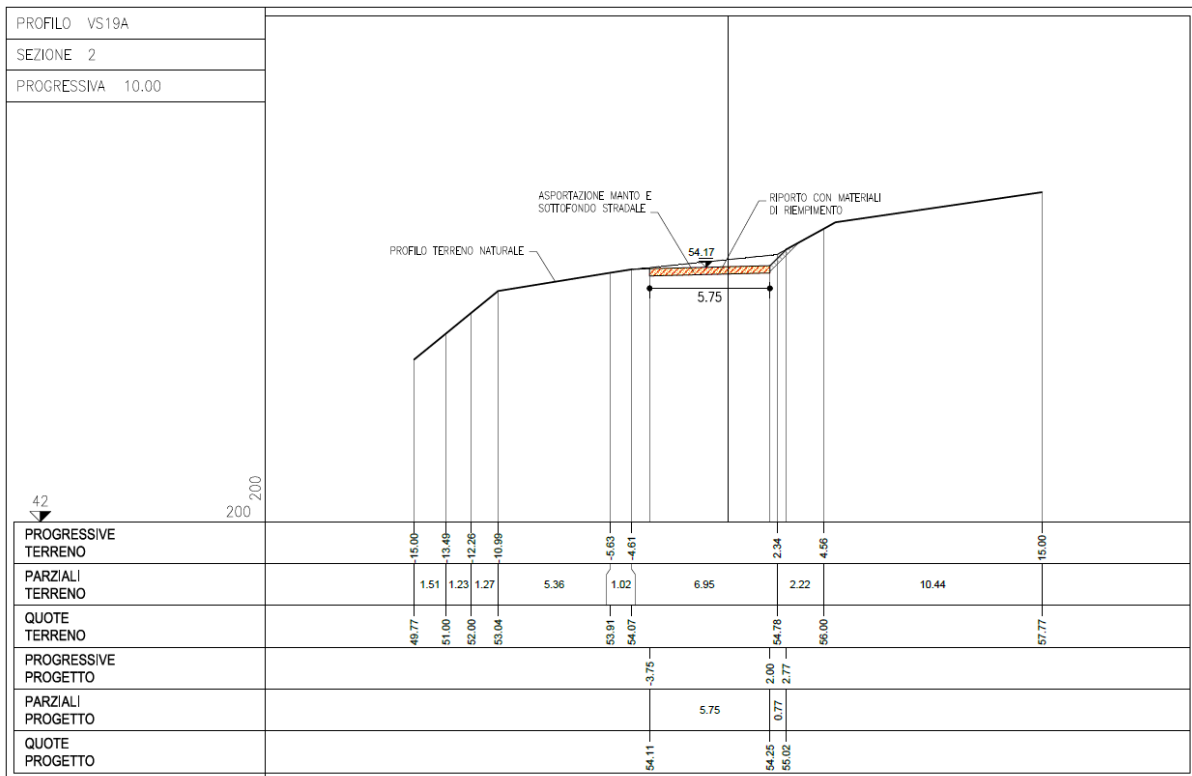 PROFILO VS19A
SEZIONE 2
PROGRESSIVA 10.00
ASPORTAZIONE MANTO E
SOTTOFONDO STRADALE
RIPORTO CON MATERIALI
DI RIEMPIMENTO
PROFILO TERRENO NATURALE
54.17
5.75
42
200
200
PROGRESSIVE
TERRENO
-15.00 -13.49 -12.26 -10.99 -5.63 -4.61 2.34 4.56 15.00
PARZIALI
TERRENO
1.51 1.23 1.27 5.36 1.02 6.95 2.22 10.44
QUOTE
TERRENO
49.77 51.00 52.00 53.04 53.91 54.07 54.78 56.00 57.77
PROGRESSIVE
PROGETTO
-3.75 2.00 2.77
PARZIALI
PROGETTO
5.75 0.77
QUOTE
PROGETTO
54.11 54.25 55.02